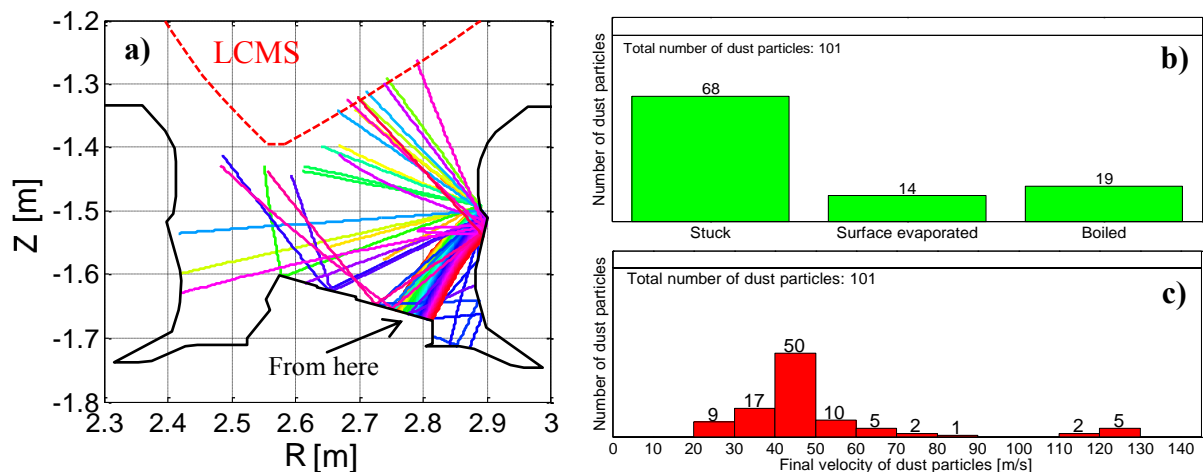 a)
LCMS
From here
-1.2
-1.3
-1.4
-1.5
-1.6
-1.7
-1.8
Z [m]
2.3 2.4 2.5 2.6 2.7 2.8 2.9 3
R [m]
b)
Total number of dust particles: 101
Number of dust particles
68
14
19
Stuck Surface evaporated Boiled
c)
Total number of dust particles: 101
Number of dust particles
9 17 50 10 5 2 1 2 5
0 10 20 30 40 50 60 70 80 90 100 110 120 130 140
Final velocity of dust particles [m/s]